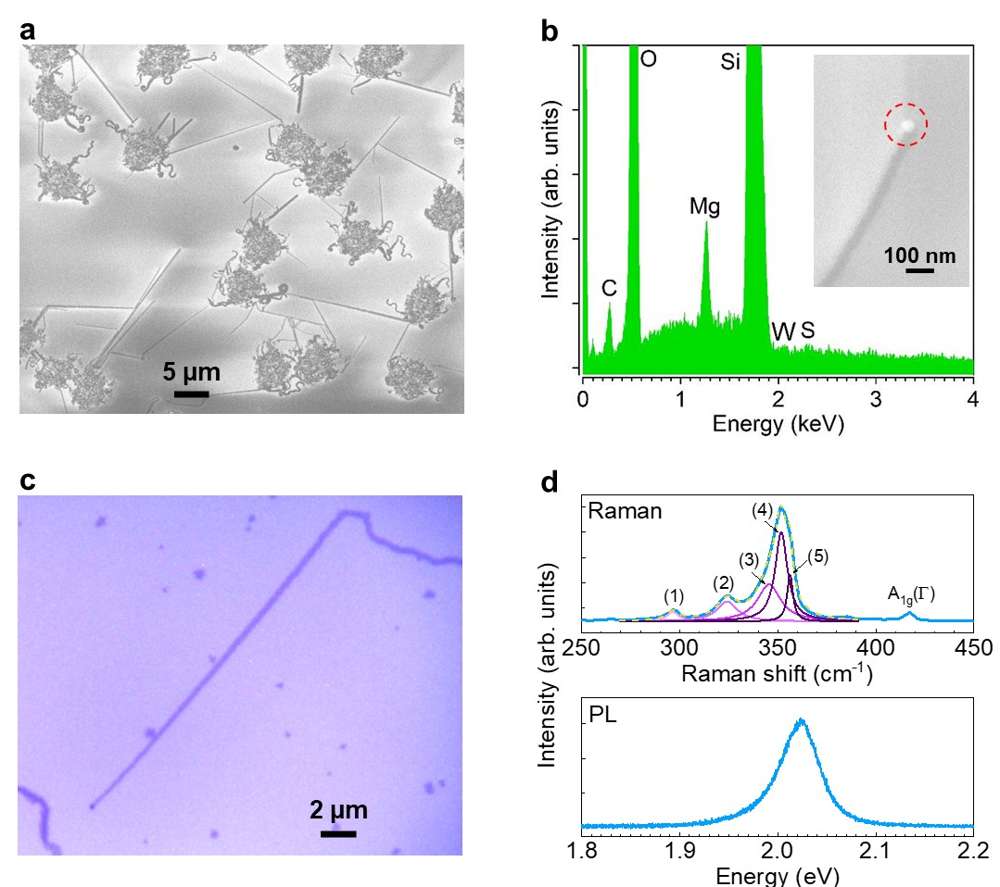 a
5 µm
b
Intensity (arb. units)
O
Si
Mg
C
W S
100 nm
0 1 2 3 4
Energy (keV)
c
2 µm
d
Intensity (arb. units)
Raman
(1)
(2)
(3)
(4)
(5)
A1g(Γ)
250 300 350 400 450
Raman shift (cm-1)
PL
1.8 1.9 2.0 2.1 2.2
Energy (eV)